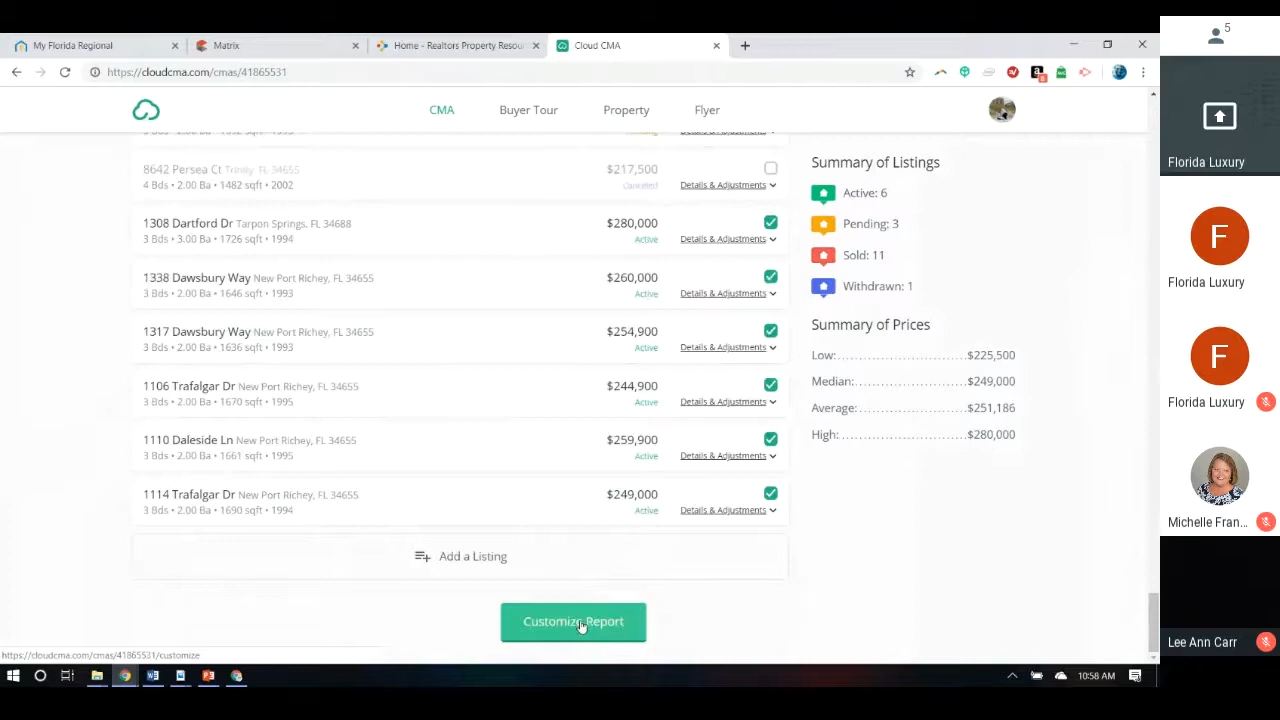 My Florida Regional
Matrix
Home - Realtors Property Resou
Cloud CMA
https://cloudcma.com/cmas/41865531
CMA
Buyer Tour
Property
Flyer
Details & Adjustments
8642 Persea Ct Trinity, FL 34655
$217,500
4 Bds • 2.00 Ba • 1482 sqft • 2002
Canceled
Details & Adjustments
1308 Dartford Dr Tarpon Springs, FL 34688
$280,000
3 Bds • 3.00 Ba • 1726 sqft • 1994
Active
Details & Adjustments
1338 Dawsbury Way New Port Richey, FL 34655
$260,000
3 Bds • 2.00 Ba • 1646 sqft • 1993
Active
Details & Adjustments
1317 Dawsbury Way New Port Richey, FL 34655
$254,900
3 Bds • 2.00 Ba • 1636 sqft • 1993
Active
Details & Adjustments
1106 Trafalgar Dr New Port Richey, FL 34655
$244,900
3 Bds • 2.00 Ba • 1670 sqft • 1995
Active
Details & Adjustments
1110 Daleside Ln New Port Richey, FL 34655
$259,900
3 Bds • 2.00 Ba • 1661 sqft • 1995
Active
Details & Adjustments
1114 Trafalgar Dr New Port Richey, FL 34655
$249,000
3 Bds • 2.00 Ba • 1690 sqft • 1994
Active
Details & Adjustments
Add a Listing
Customize Report
Summary of Listings
Active: 6
Pending: 3
Sold: 11
Withdrawn: 1
Summary of Prices
Low: $225,500
Median: $249,000
Average: $251,186
High: $280,000
https://cloudcma.com/cmas/41865531/customize
10:58 AM
5
Florida Luxury
F
Florida Luxury
F
Florida Luxury
Michelle Fran...
Lee Ann Carr